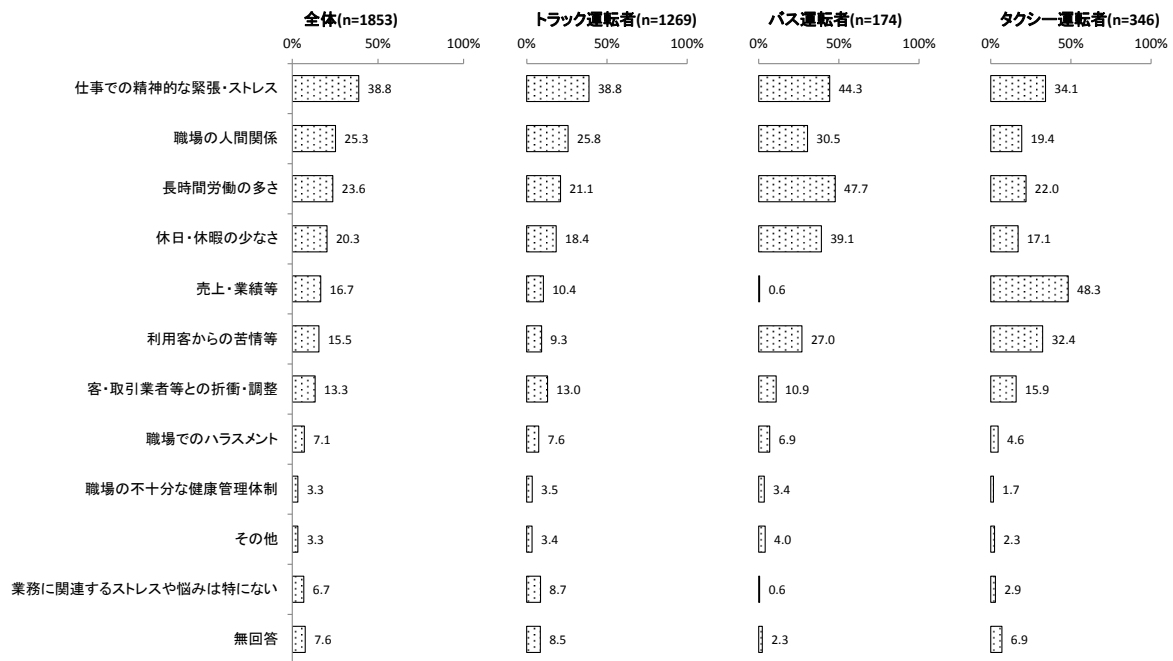 全体(n=1853) トラック運転者(n=1269) バス運転者(n=174) タクシー運転者(n=346)
0% 50% 100% 0% 50% 100% 0% 50% 100% 0% 50% 100%
仕事での精神的な緊張・ストレス 38.8 38.8 44.3 34.1
職場の人間関係 25.3 25.8 30.5 19.4
長時間労働の多さ 23.6 21.1 47.7 22.0
休日・休暇の少なさ 20.3 18.4 39.1 17.1
売上・業績等 16.7 10.4 0.6 48.3
利用客からの苦情等 15.5 9.3 27.0 32.4
客・取引業者等との折衝・調整 13.3 13.0 10.9 15.9
職場でのハラスメント 7.1 7.6 6.9 4.6
職場の不十分な健康管理体制 3.3 3.5 3.4 1.7
その他 3.3 3.4 4.0 2.3
業務に関連するストレスや悩みは特にない 6.7 8.7 0.6 2.9
無回答 7.6 8.5 2.3 6.9